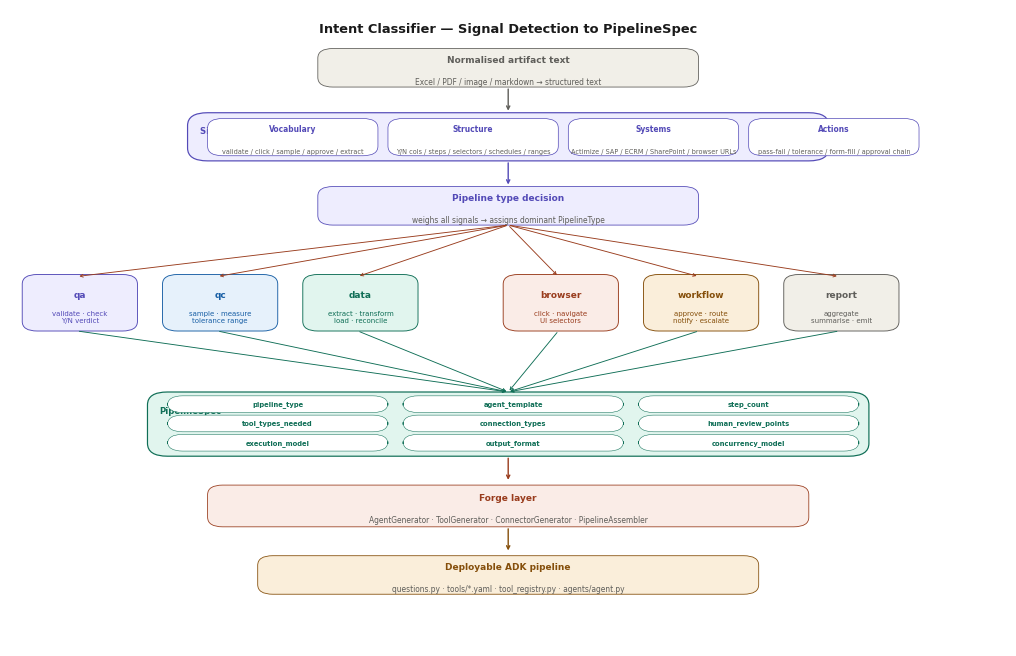 Intent Classifier — Signal Detection to PipelineSpec
Normalised artifact text
Excel / PDF / image / markdown → structured text
Vocabulary
validate / click / sample / approve / extract
Structure
Y/N cols / steps / selectors / schedules / ranges
Systems
Actimize / SAP / ECRM / SharePoint / browser URLs
Actions
pass-fail / tolerance / form-fill / approval chain
Pipeline type decision
weighs all signals → assigns dominant PipelineType
qa
validate · check
Y/N verdict
qc
sample · measure
tolerance range
data
extract · transform
load · reconcile
browser
click · navigate
UI selectors
workflow
approve · route
notify · escalate
report
aggregate
summarise · emit
PipelineSpec
pipeline_type
agent_template
step_count
tool_types_needed
connection_types
human_review_points
execution_model
output_format
concurrency_model
Forge layer
AgentGenerator · ToolGenerator · ConnectorGenerator · PipelineAssembler
Deployable ADK pipeline
questions.py · tools/*.yaml · tool_registry.py · agents/agent.py